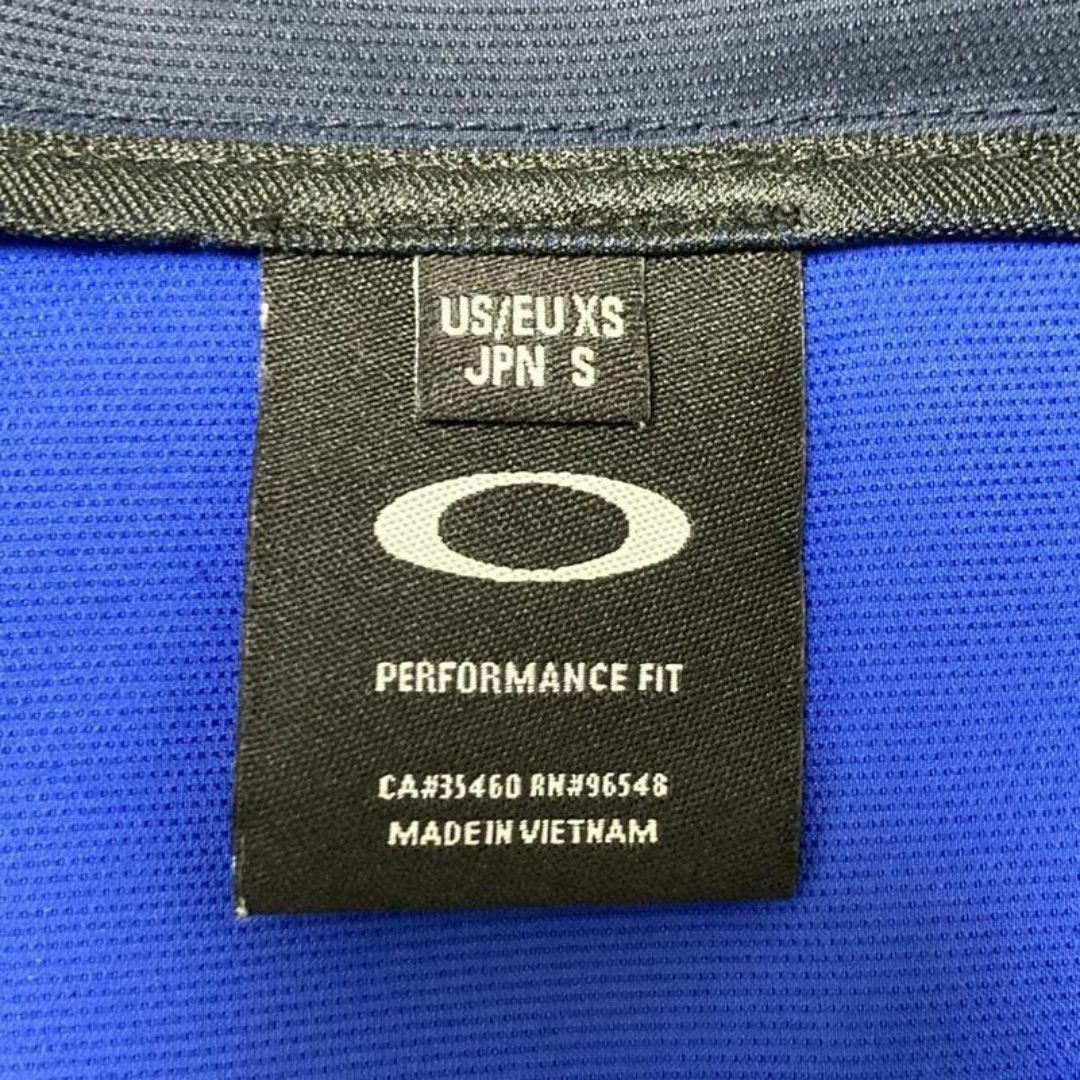 US/EU XS
JPN S
PERFORMANCE FIT
CA#35460 RN#96548
MADE IN VIETNAM